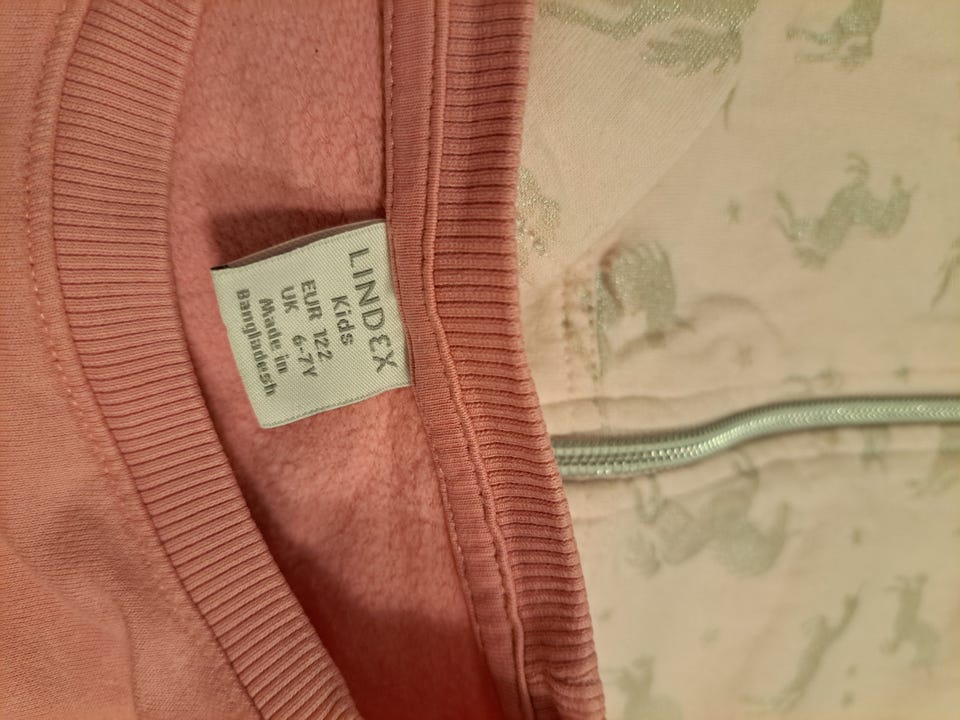 LINDEX
Kids
EUR 122
UK 6-7Y
Made in
Bangladesh